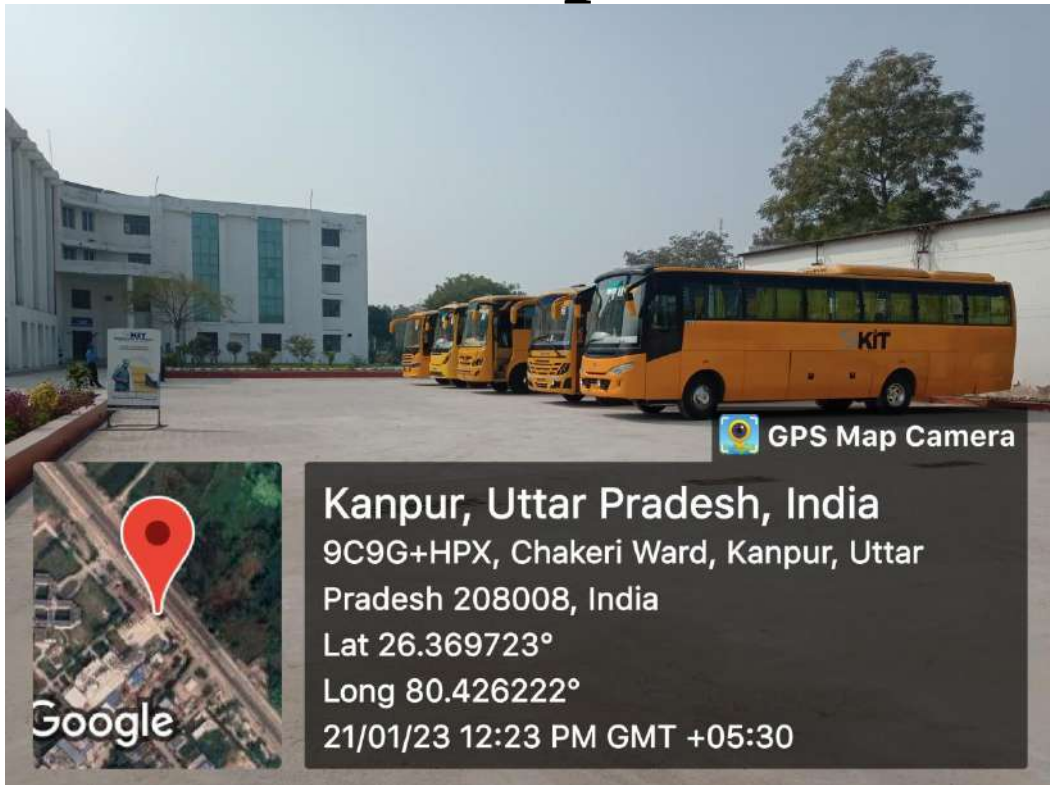 KIT
GPS Map Camera
Kanpur, Uttar Pradesh, India
9C9G+HPX, Chakeri Ward, Kanpur, Uttar
Pradesh 208008, India
Lat 26.369723°
Long 80.426222°
21/01/23 12:23 PM GMT +05:30
Google